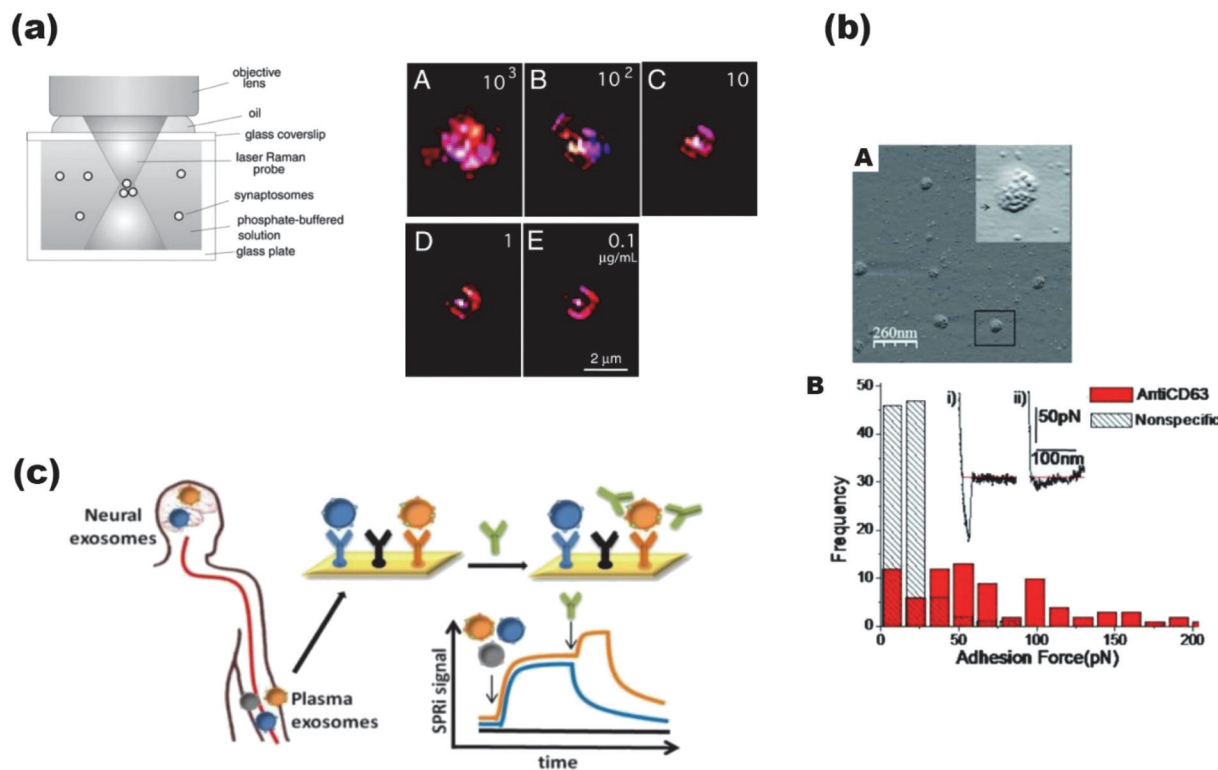 (a)
objective
lens
oil
glass coverslip
laser Raman
probe
synaptosomes
phosphate-buffered
solution
glass plate
A 10³
B 10²
C 10
D 1
E 0.1
µg/mL
2 µm
(b)
A
260nm
B
50
40
30
20
10
0
Frequency
i) ii)
50pN
100nm
AntiCD63
Nonspecific
0 50 100 150 200
Adhesion Force(pN)
(c)
Neural
exosomes
Plasma
exosomes
SPRi signal
time